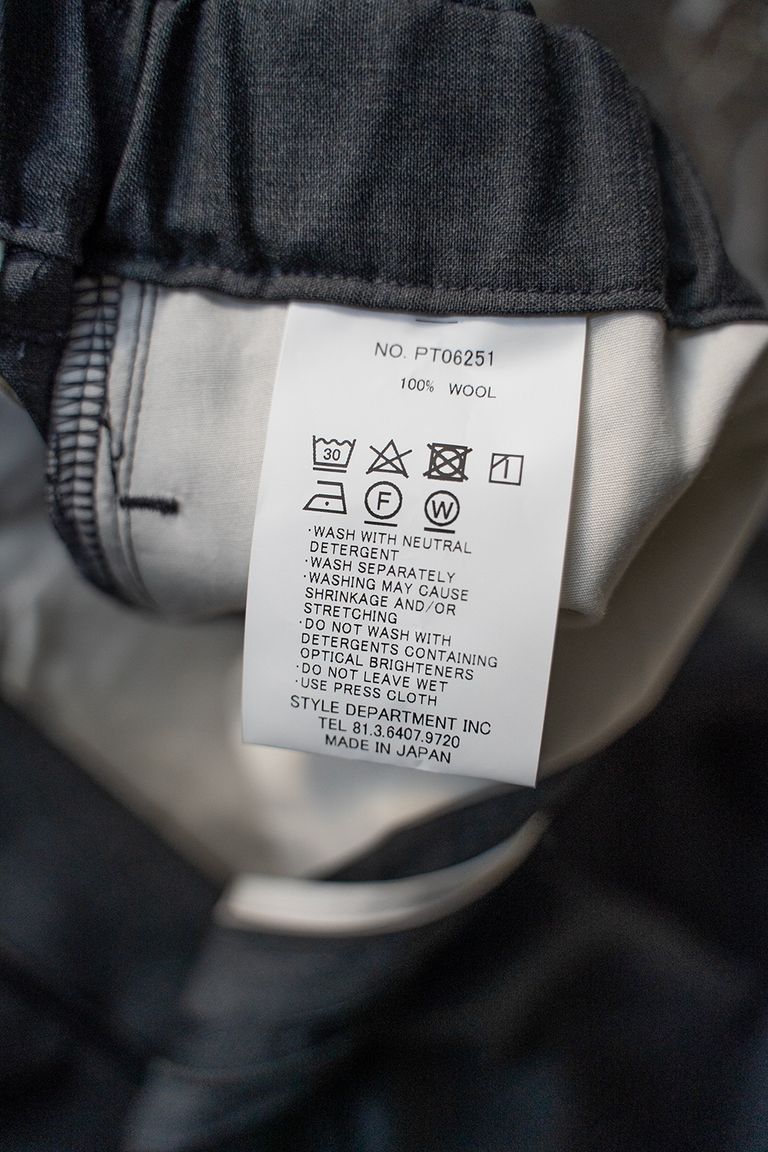 NO. PT06251
100% WOOL
30
F W
·WASH WITH NEUTRAL
DETERGENT
·WASH SEPARATELY
·WASHING MAY CAUSE
SHRINKAGE AND/OR
STRETCHING
·DO NOT WASH WITH
DETERGENTS CONTAINING
OPTICAL BRIGHTENERS
·DO NOT LEAVE WET
·USE PRESS CLOTH
STYLE DEPARTMENT INC
TEL 81.3.6407.9720
MADE IN JAPAN